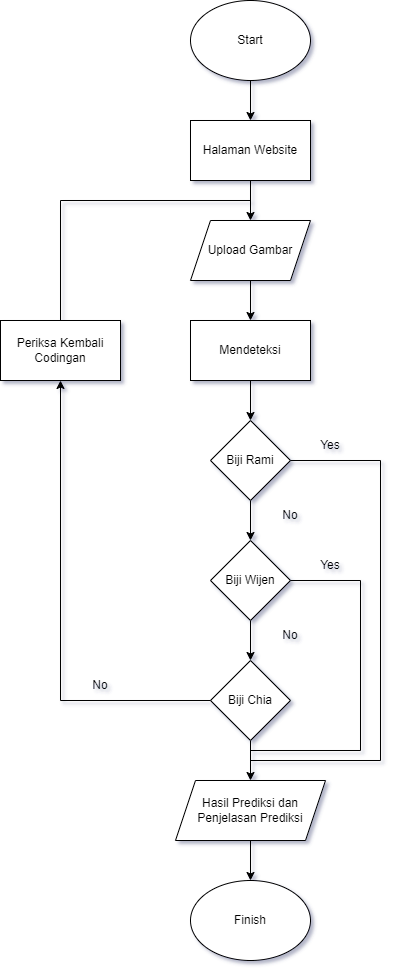 Start
Halaman Website
Upload Gambar
Periksa Kembali
Codingan
Mendeteksi
Yes
Biji Rami
No
Yes
Biji Wijen
No
No
Biji Chia
Hasil Prediksi dan
Penjelasan Prediksi
Finish